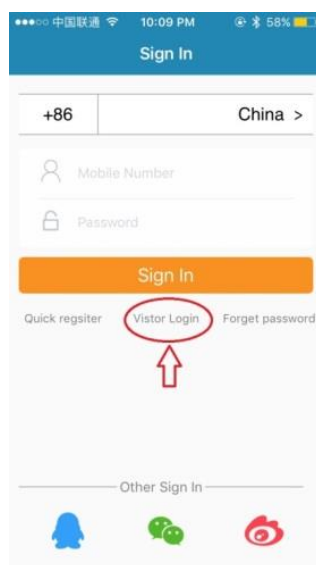 中国联通 10:09 PM 58%
Sign In
+86 China >
Mobile Number
Password
Sign In
Quick regsiter Vistor Login Forget password
Other Sign In